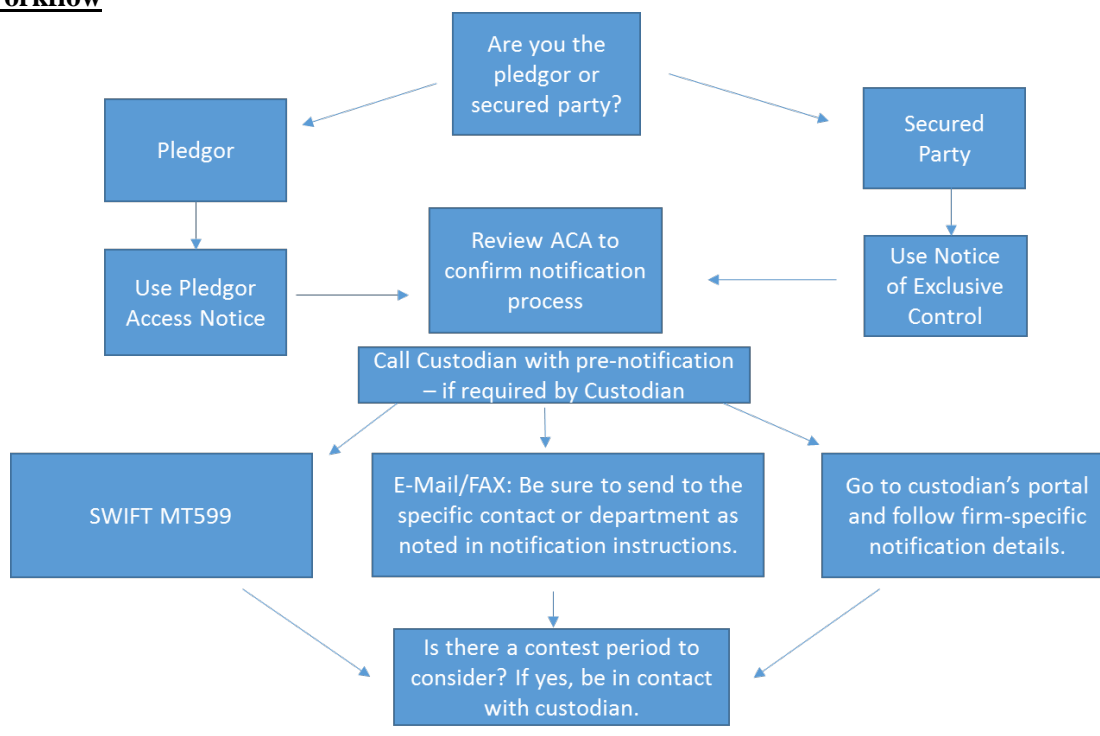 Are you the
pledgor or
secured party?
Pledgor
Secured
Party
Use Pledgor
Access Notice
Review ACA to
confirm notification
process
Use Notice
of Exclusive
Control
Call Custodian with pre-notification
– if required by Custodian
SWIFT MT599
E-Mail/FAX: Be sure to send to the
specific contact or department as
noted in notification instructions.
Go to custodian's portal
and follow firm-specific
notification details.
Is there a contest period to
consider? If yes, be in contact
with custodian.